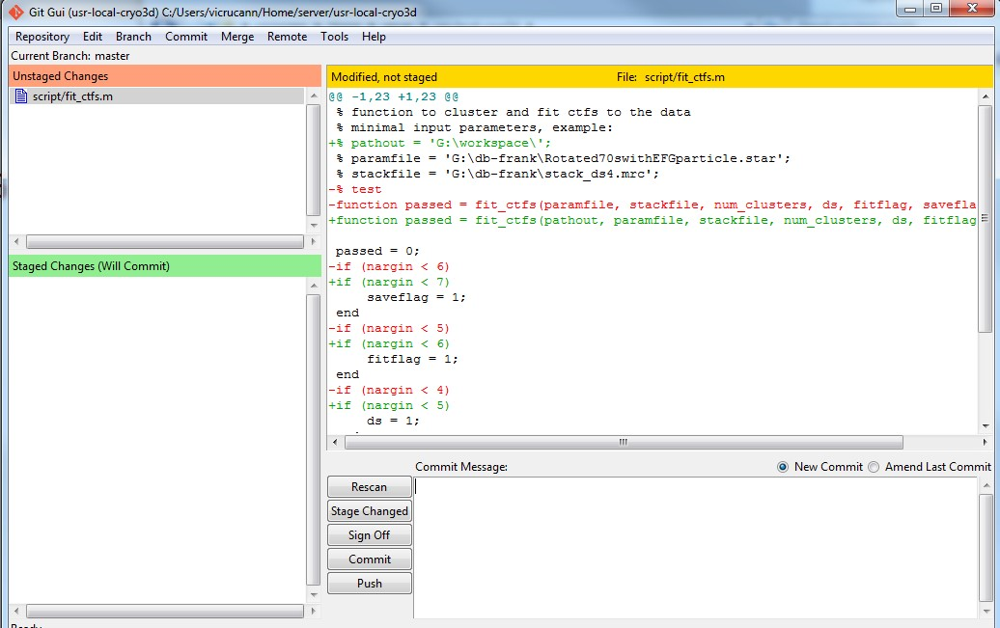 Git Gui (usr-local-cryo3d) C:/Users/vicrucann/Home/server/usr-local-cryo3d
Repository Edit Branch Commit Merge Remote Tools Help
Current Branch: master
Unstaged Changes
script/fit_ctfs.m
Staged Changes (Will Commit)
Modified, not staged File: script/fit_ctfs.m
@@ -1,23 +1,23 @@
% function to cluster and fit ctfs to the data
% minimal input parameters, example:
+% pathout = 'G:\workspace\';
% paramfile = 'G:\db-frank\Rotated70swithEFGparticle.star';
% stackfile = 'G:\db-frank\stack_ds4.mrc';
-% test
-function passed = fit_ctfs(paramfile, stackfile, num_clusters, ds, fitflag, savefla
+function passed = fit_ctfs(pathout, paramfile, stackfile, num_clusters, ds, fitflag
passed = 0;
-if (nargin < 6)
+if (nargin < 7)
saveflag = 1;
end
-if (nargin < 5)
+if (nargin < 6)
fitflag = 1;
end
-if (nargin < 4)
+if (nargin < 5)
ds = 1;
Commit Message: New Commit Amend Last Commit
Rescan
Stage Changed
Sign Off
Commit
Push
Ready